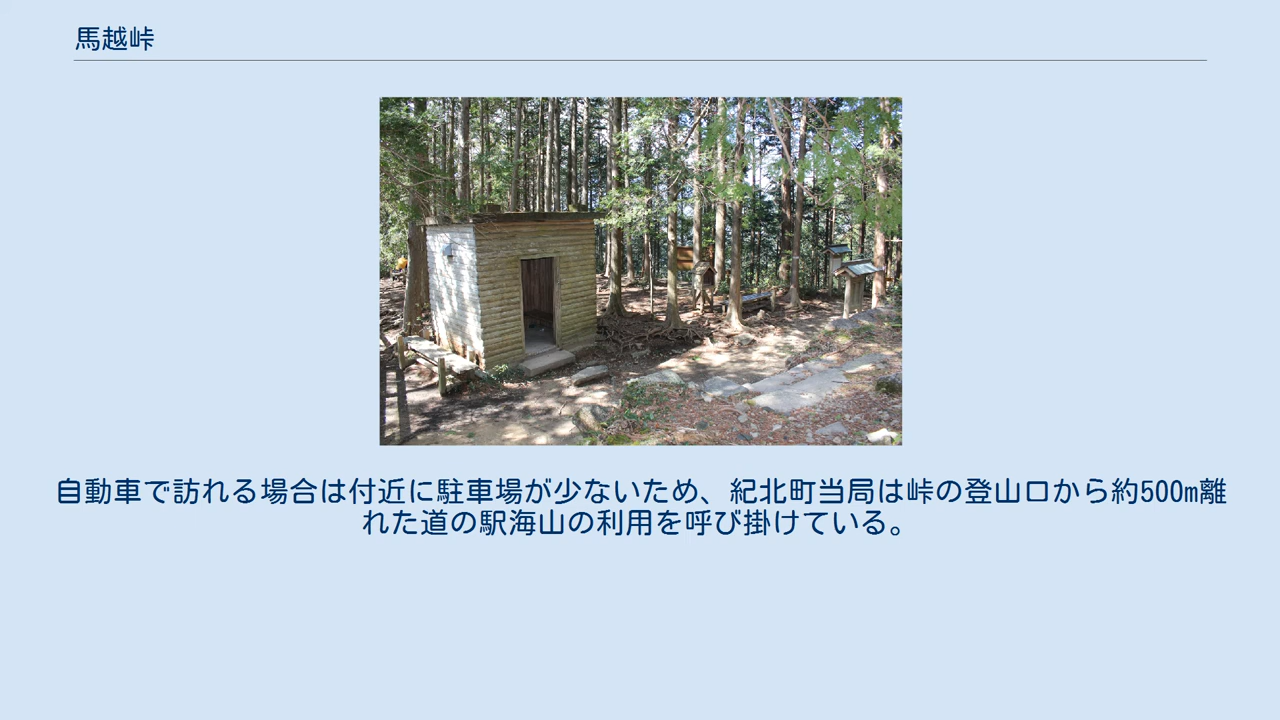 馬越峠
自動車で訪れる場合は付近に駐車場が少ないため、紀北町当局は峠の登山口から約500m離
れた道の駅海山の利用を呼び掛けている。